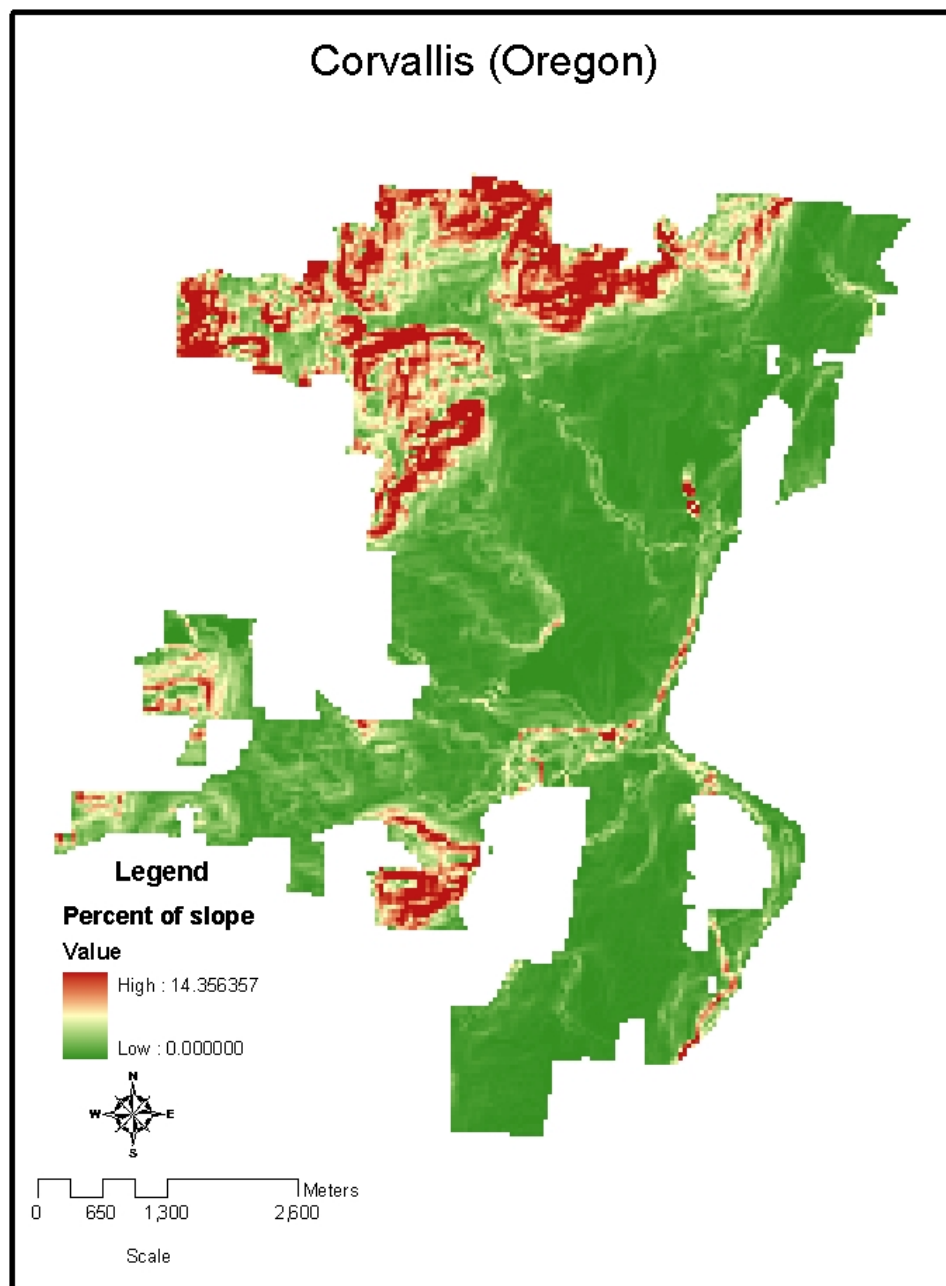 Corvallis (Oregon)
Legend
Percent of slope
Value
High : 14.356357
Low : 0.000000
N
W E
S
Meters
0 650 1,300 2,600
Scale